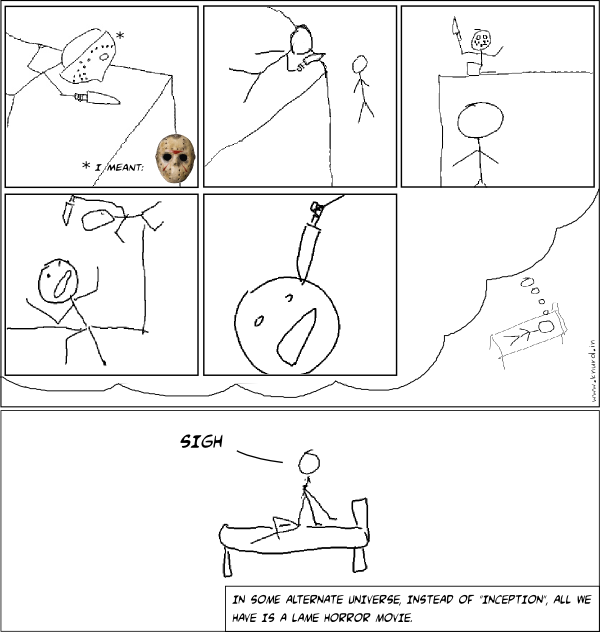 *
* I MEANT:
www.knurd.in
SIGH
IN SOME ALTERNATE UNIVERSE, INSTEAD OF "INCEPTION", ALL WE
HAVE IS A LAME HORROR MOVIE.